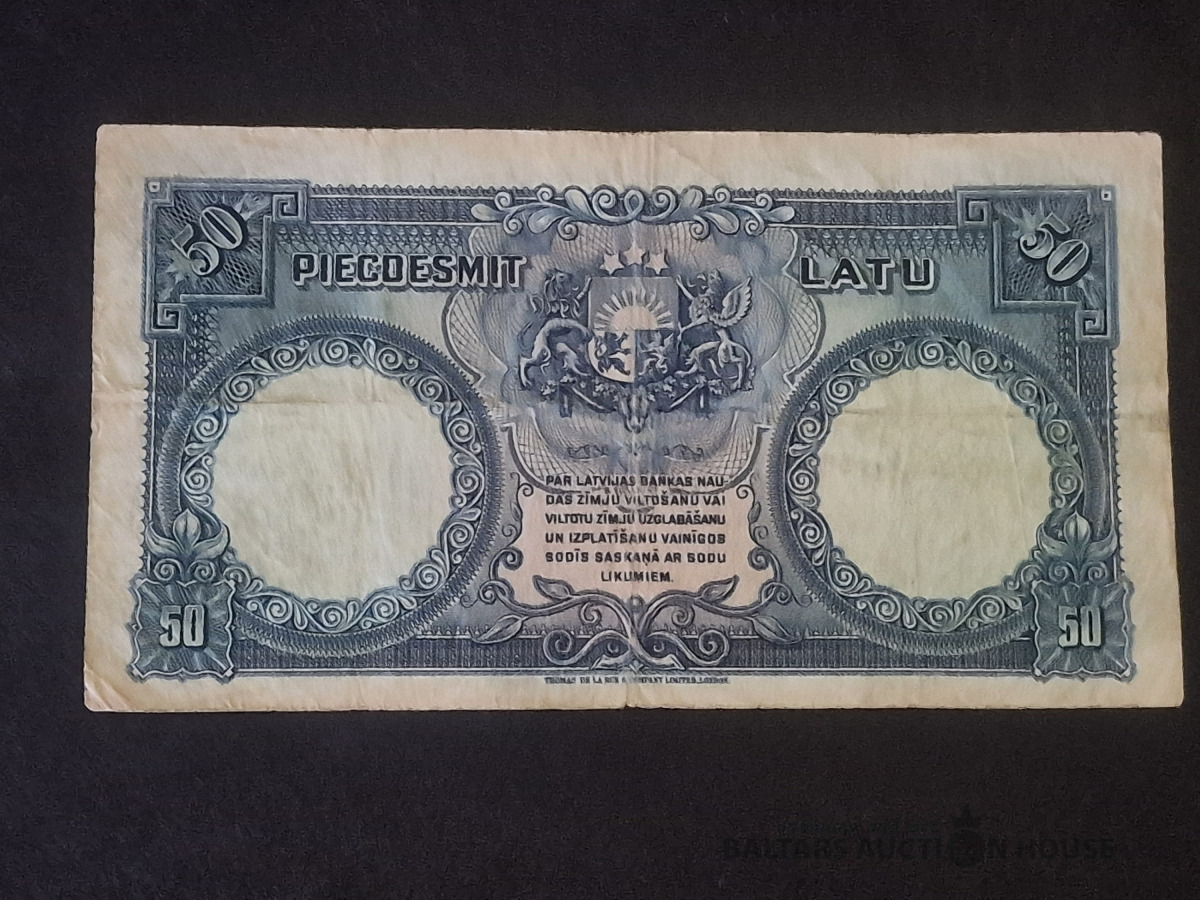 50
50
PIECDESMIT LATU
PAR LATVIJAS BANKAS NAU-
DAS ZĪMJU VILTOŠANU VAI
VILTOTU ZĪMJU UZGLABĀŠANU
UN IZPLATĪŠANU VAINĪGOS
SODĪS SASKAŅĀ AR SODU
LIKUMIEM.
50
50
THOMAS DE LA RUE & COMPANY LIMITED, LONDON.
BALTARS AUCTION HOUSE